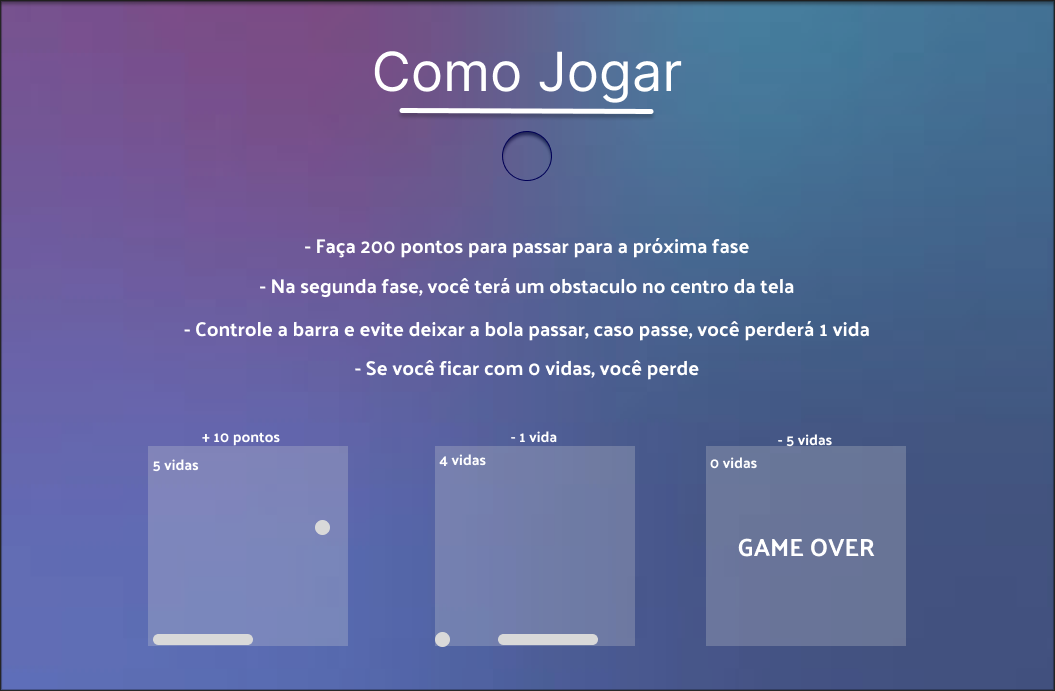 Como Jogar
- Faça 200 pontos para passar para a próxima fase
- Na segunda fase, você terá um obstaculo no centro da tela
- Controle a barra e evite deixar a bola passar, caso passe, você perderá 1 vida
- Se você ficar com 0 vidas, você perde
+ 10 pontos
5 vidas
- 1 vida
4 vidas
- 5 vidas
0 vidas
GAME OVER